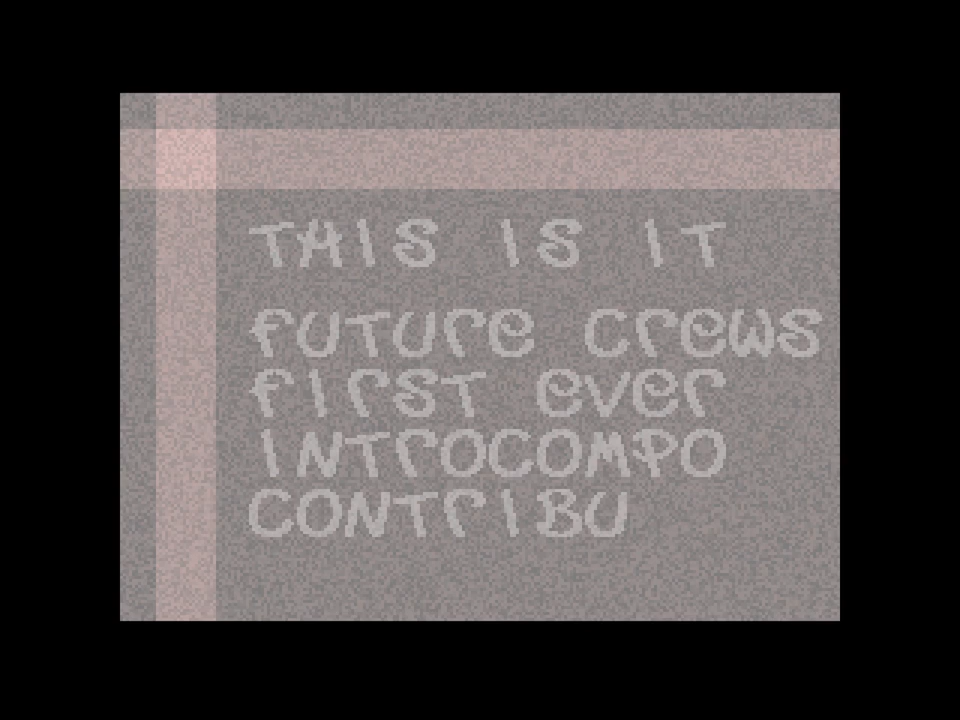 THIS IS IT
FUTURE CREWS
FIRST EVER
INTROCOMPO
CONTRIBU